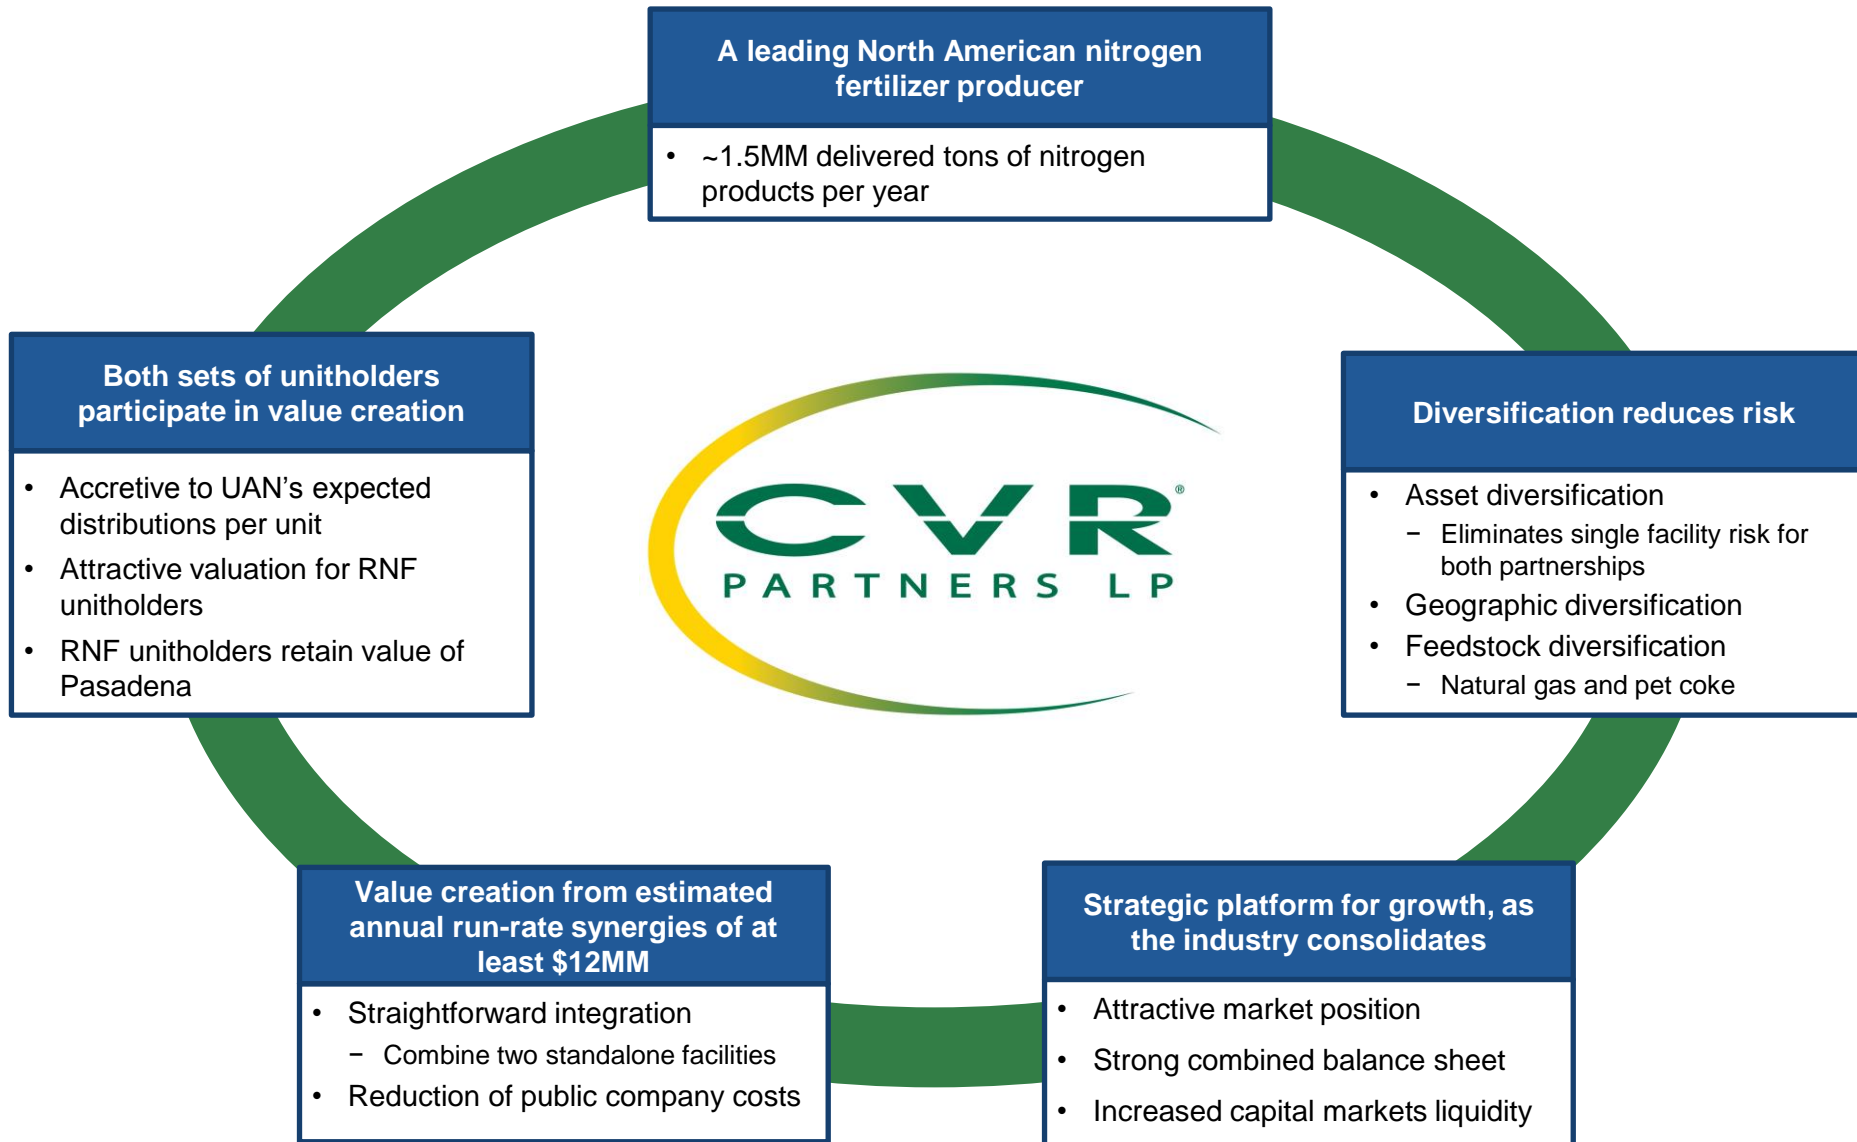 A leading North American nitrogen
fertilizer producer
• ~1.5MM delivered tons of nitrogen
products per year
Both sets of unitholders
participate in value creation
• Accretive to UAN’s expected
distributions per unit
• Attractive valuation for RNF
unitholders
• RNF unitholders retain value of
Pasadena
CVR®
PARTNERS LP
Diversification reduces risk
• Asset diversification
− Eliminates single facility risk for
both partnerships
• Geographic diversification
• Feedstock diversification
− Natural gas and pet coke
Value creation from estimated
annual run-rate synergies of at
least $12MM
• Straightforward integration
− Combine two standalone facilities
• Reduction of public company costs
Strategic platform for growth, as
the industry consolidates
• Attractive market position
• Strong combined balance sheet
• Increased capital markets liquidity